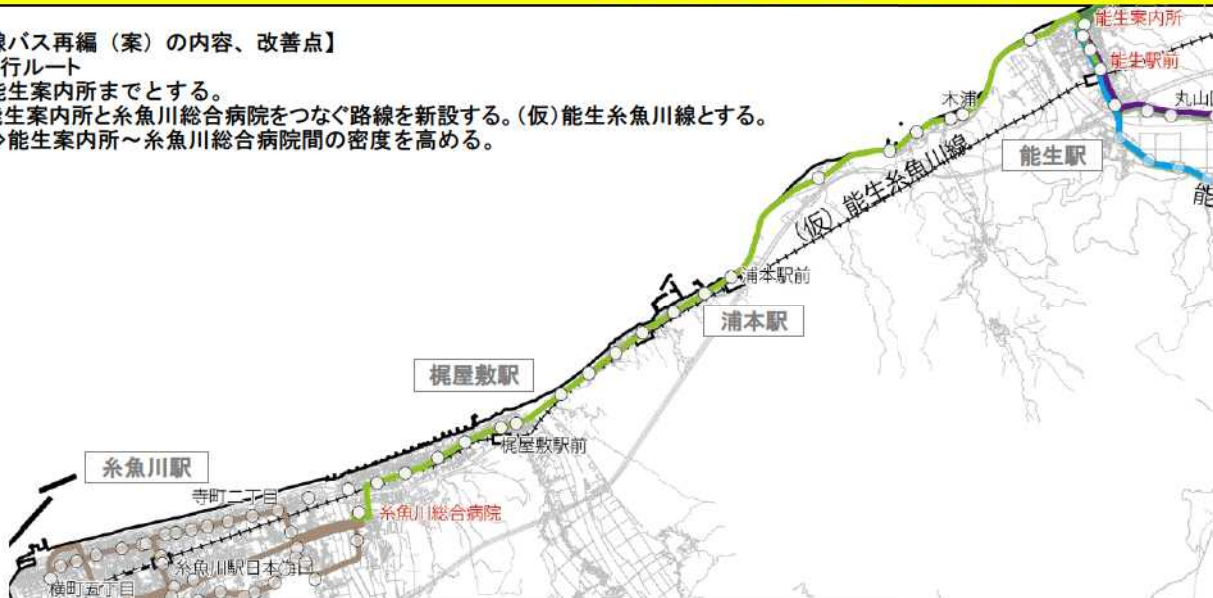 線バス再編（案）の内容、改善点】
行ルート
能生案内所までとする。
能生案内所と糸魚川総合病院をつなぐ路線を新設する。(仮)能生糸魚川線とする。
能生案内所～糸魚川総合病院間の密度を高める。
能生案内所
能生駅前
木浦
丸山
能生駅
(仮)能生糸魚川線
能
浦本駅前
浦本駅
梶屋敷駅
梶屋敷駅前
糸魚川駅
寺町二丁目
糸魚川総合病院
糸魚川駅日本海口
横町五丁目